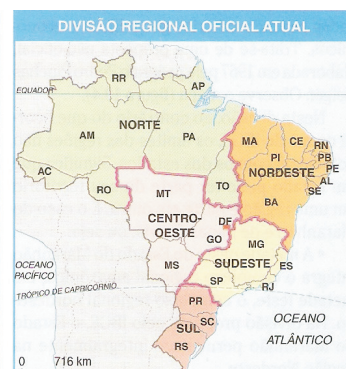 DIVISÃO REGIONAL OFICIAL ATUAL
RR
AP
EQUADOR
NORTE
AM
PA
MA
CE
RN
PB
PE
AL
SE
PI
NORDESTE
AC
RO
TO
MT
BA
DF
CENTRO-
OESTE
GO
MG
MS
SUDESTE
ES
SP
RJ
OCEANO
PACÍFICO
TRÓPICO DE CAPRICÓRNIO
PR
SC
SUL
RS
OCEANO
ATLÂNTICO
0 716 km